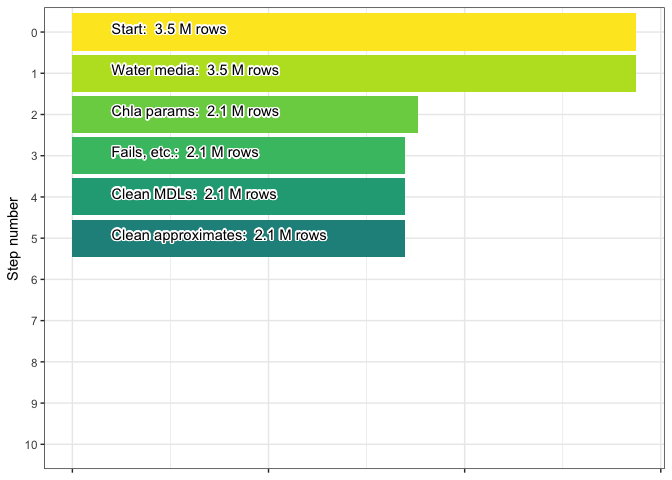 0
Start:  3.5 M rows
1
Water media:  3.5 M rows
2
Chla params:  2.1 M rows
3
Fails, etc.:  2.1 M rows
4
Clean MDLs:  2.1 M rows
5
Clean approximates:  2.1 M rows
6
7
8
9
10
Step number